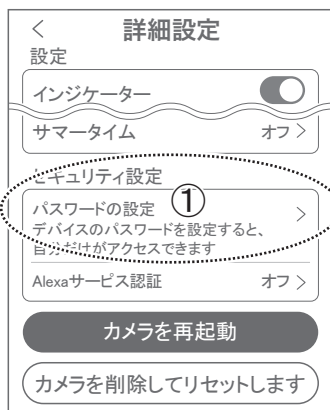 < 詳細設定
設定
インジケーター
サマータイム オフ >
セキュリティ設定
パスワードの設定 ① >
デバイスのパスワードを設定すると、
自分だけがアクセスできます
Alexaサービス認証 オフ >
カメラを再起動
カメラを削除してリセットします